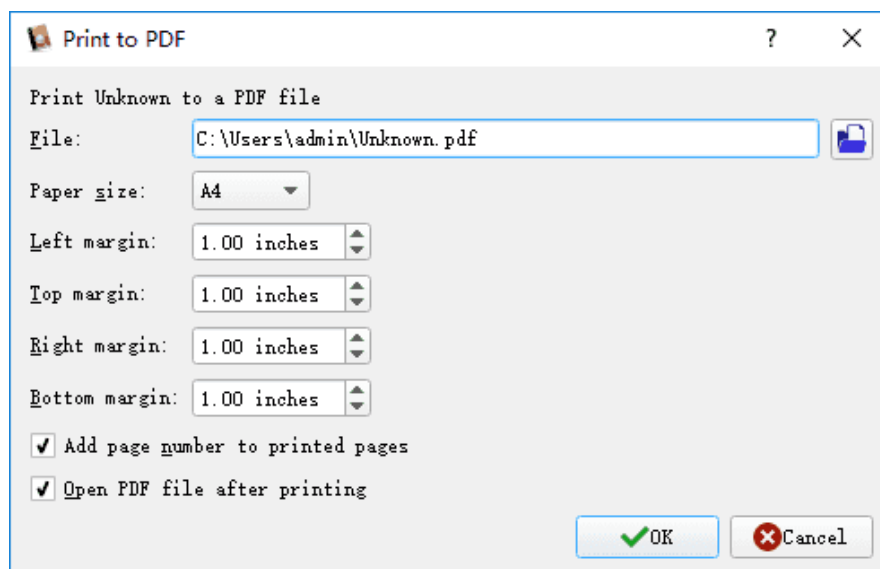 Print to PDF ?
Print Unknown to a PDF file
File: C:\Users\admin\Unknown.pdf
Paper size: A4
Left margin: 1.00 inches
Top margin: 1.00 inches
Right margin: 1.00 inches
Bottom margin: 1.00 inches
Add page number to printed pages
Open PDF file after printing
OK Cancel